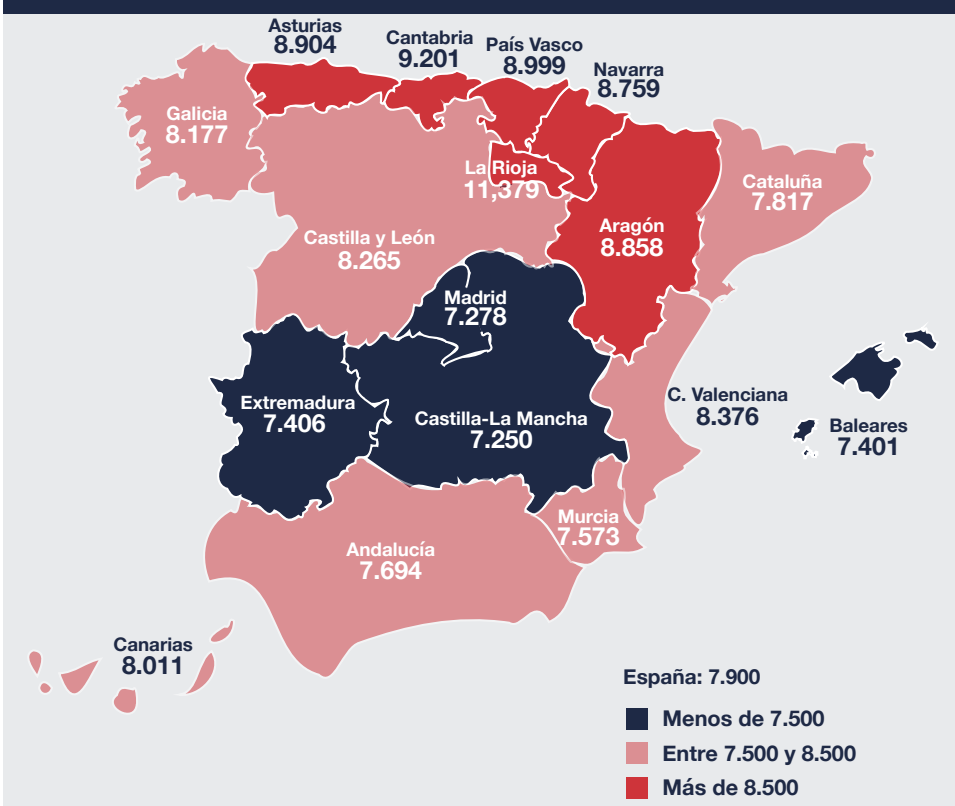 Asturias
8.904
Cantabria
9.201
País Vasco
8.999
Navarra
8.759
Galicia
8.177
La Rioja
11,379
Cataluña
7.817
Castilla y León
8.265
Aragón
8.858
Madrid
7.278
Extremadura
7.406
Castilla-La Mancha
7.250
C. Valenciana
8.376
Baleares
7.401
Murcia
7.573
Andalucía
7.694
Canarias
8.011
España: 7.900
Menos de 7.500
Entre 7.500 y 8.500
Más de 8.500